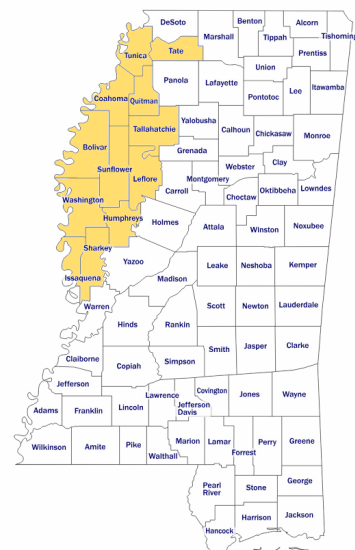 DeSoto
Benton
Alcorn
Marshall
Tippah
Tishoming
Tunica
Tate
Prentiss
Union
Panola
Lafayette
Itawamba
Coahoma
Quitman
Pontotoc
Lee
Yalobusha
Tallahatchie
Calhoun
Chickasaw
Monroe
Bolivar
Grenada
Clay
Sunflower
Webster
Leflore
Montgomery
Carroll
Oktibbeha
Lowndes
Washington
Choctaw
Humphreys
Holmes
Attala
Winston
Noxubee
Sharkey
Yazoo
Leake
Neshoba
Kemper
Issaquena
Madison
Warren
Scott
Newton
Lauderdale
Hinds
Rankin
Smith
Jasper
Clarke
Claiborne
Copiah
Simpson
Jefferson
Lawrence
Covington
Jones
Wayne
Adams
Franklin
Lincoln
Jefferson
Davis
Wilkinson
Amite
Pike
Marion
Lamar
Perry
Greene
Walthall
Forrest
Pearl
River
Stone
George
Hancock
Harrison
Jackson